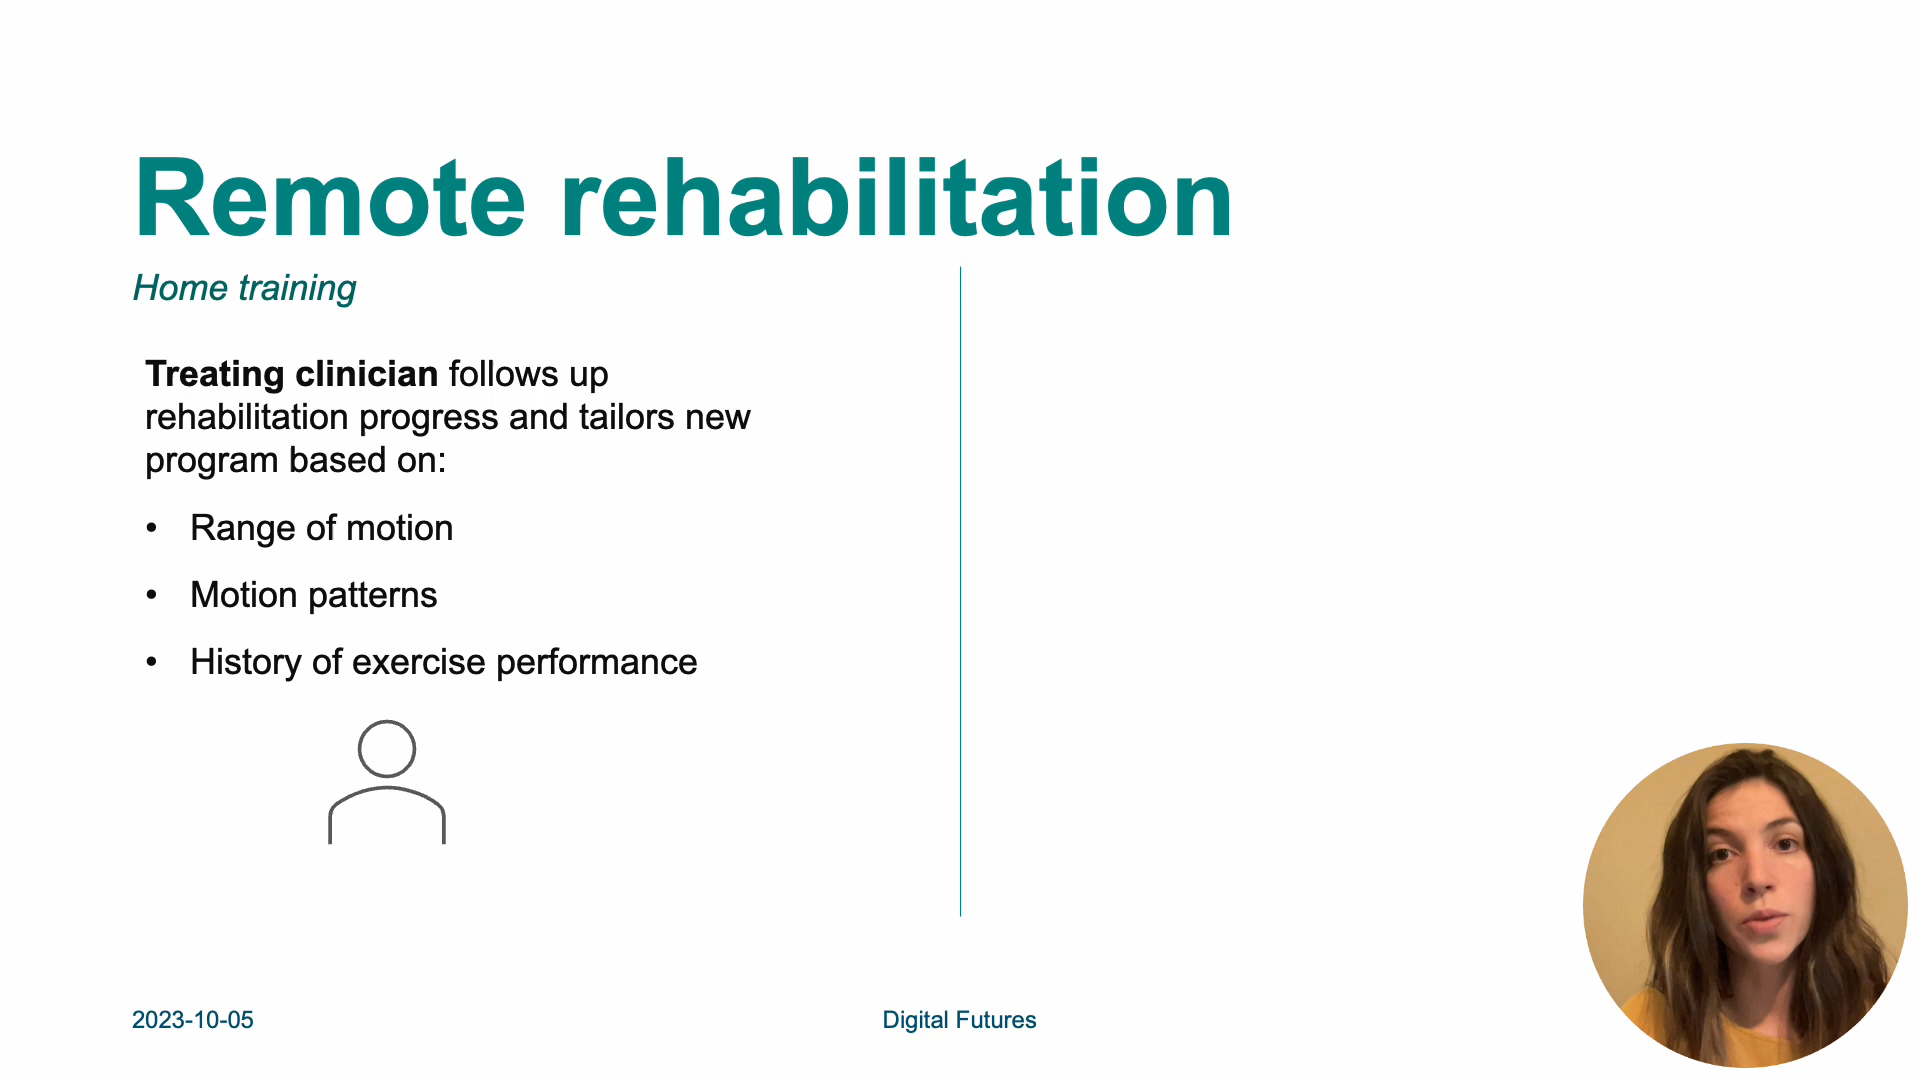 Remote rehabilitation
Home training
Treating clinician follows up
rehabilitation progress and tailors new
program based on:
• Range of motion
• Motion patterns
• History of exercise performance
2023-10-05
Digital Futures